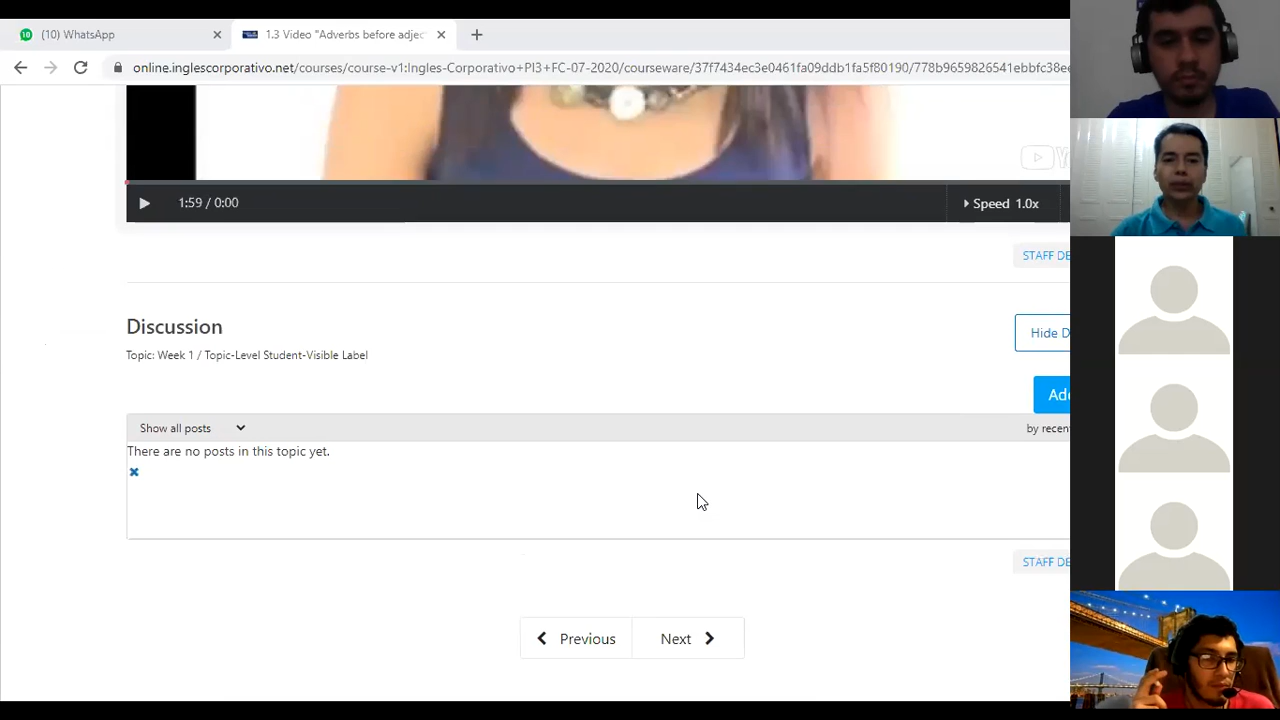 (10) WhatsApp
1.3 Video "Adverbs before adjec
online.inglescorporativo.net/courses/course-v1:Ingles-Corporativo+PI3+FC-07-2020/courseware/37f7434ec3e0461fa09ddb1fa5f80190/778b9659826541ebbfc38ee
1:59 / 0:00
Speed 1.0x
STAFF DE
Discussion
Hide D
Topic: Week 1 / Topic-Level Student-Visible Label
Add
Show all posts
by recen
There are no posts in this topic yet.
STAFF DE
Previous
Next